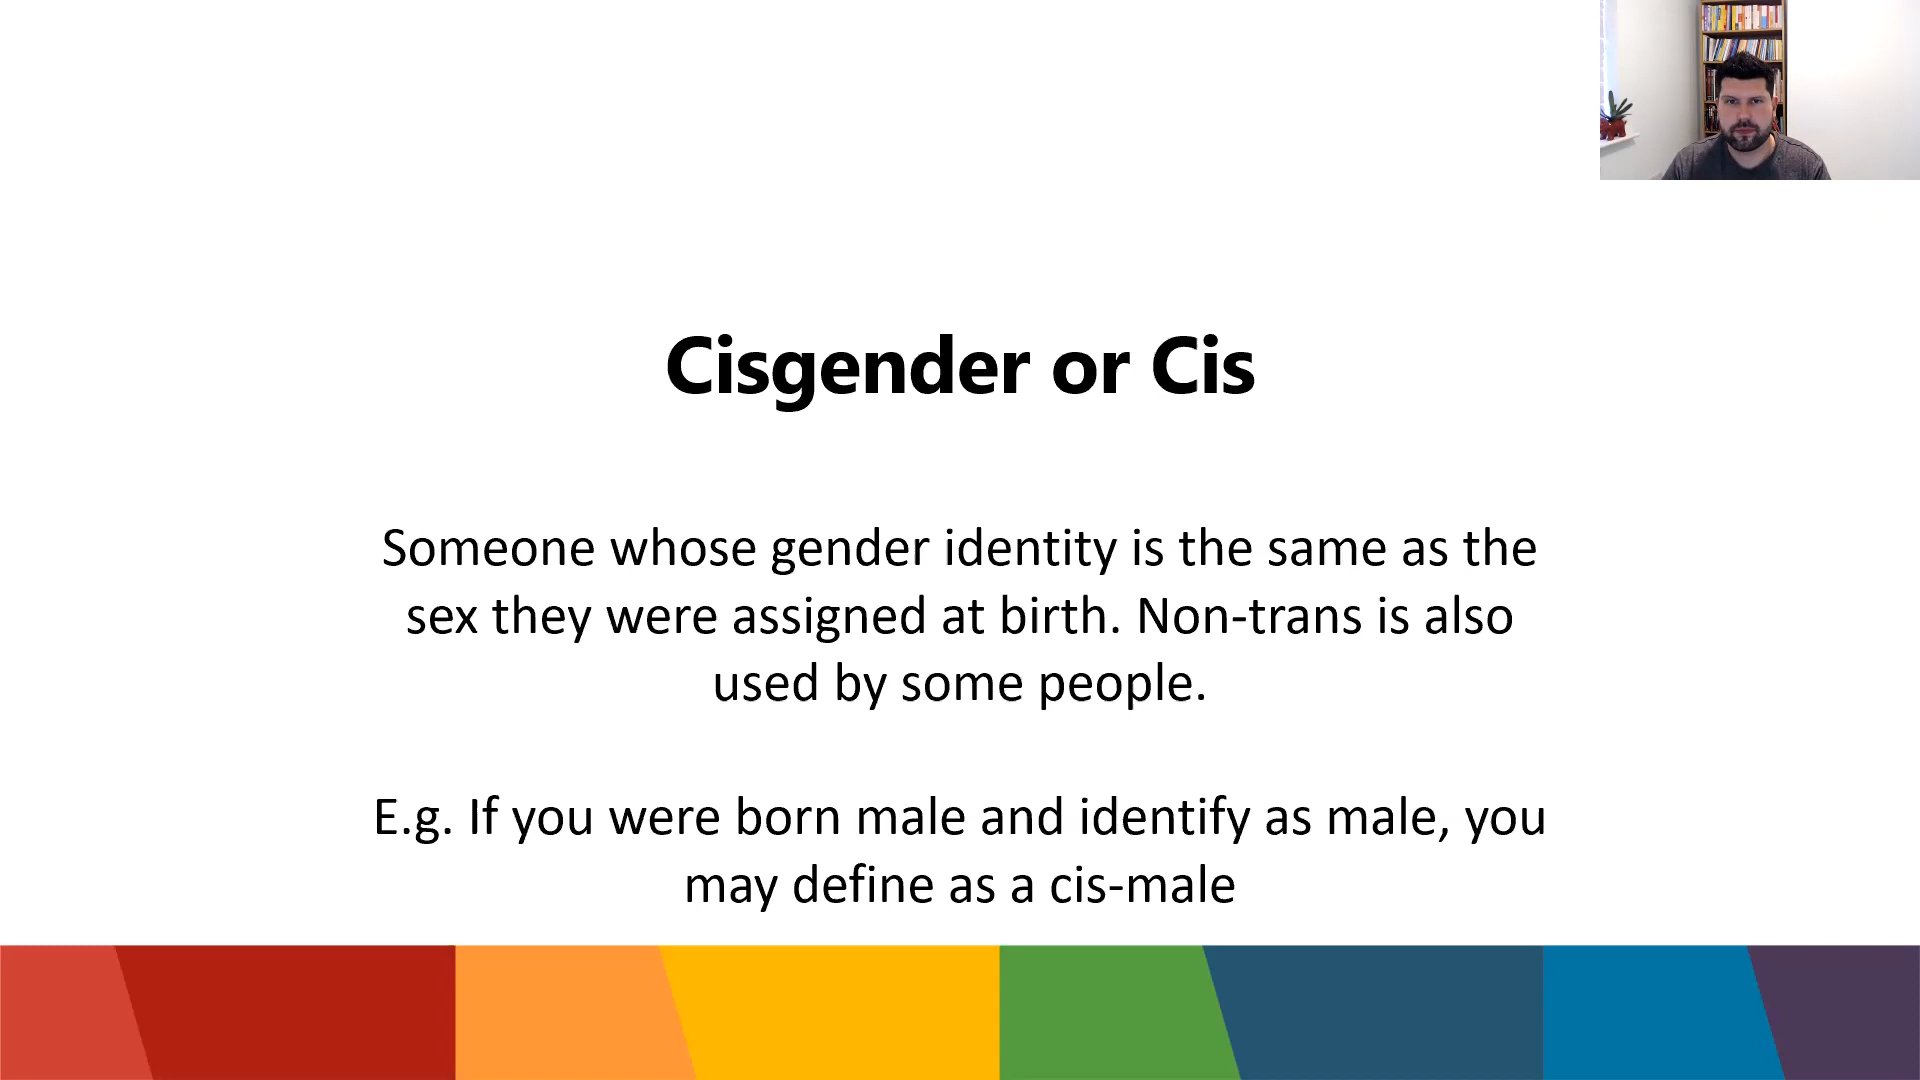 Cisgender or Cis
Someone whose gender identity is the same as the
sex they were assigned at birth. Non-trans is also
used by some people.
E.g. If you were born male and identify as male, you
may define as a cis-male